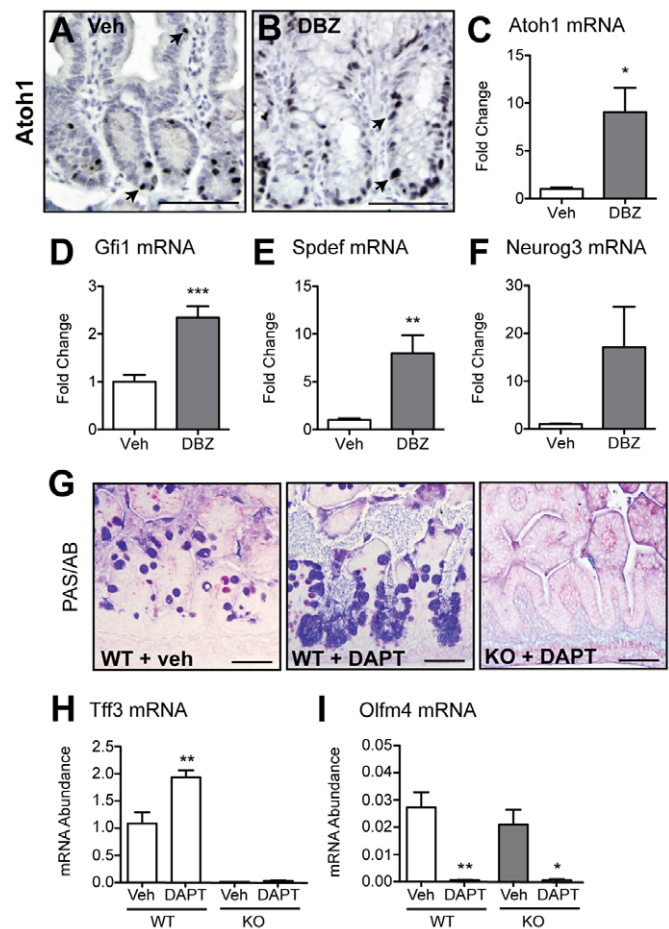 A Veh
B DBZ
Atoh1
C Atoh1 mRNA
Fold Change
15
10
5
0
*
Veh DBZ
D Gfi1 mRNA
Fold Change
3
2
1
0
***
Veh DBZ
E Spdef mRNA
Fold Change
15
10
5
0
**
Veh DBZ
F Neurog3 mRNA
Fold Change
30
20
10
0
Veh DBZ
G
PAS/AB
WT + veh
WT + DAPT
KO + DAPT
H Tff3 mRNA
mRNA Abundance
2.5
2.0
1.5
1.0
0.5
0.0
**
Veh DAPT Veh DAPT
WT KO
I Olfm4 mRNA
mRNA Abundance
0.05
0.04
0.03
0.02
0.01
0.00
** *
Veh DAPT Veh DAPT
WT KO